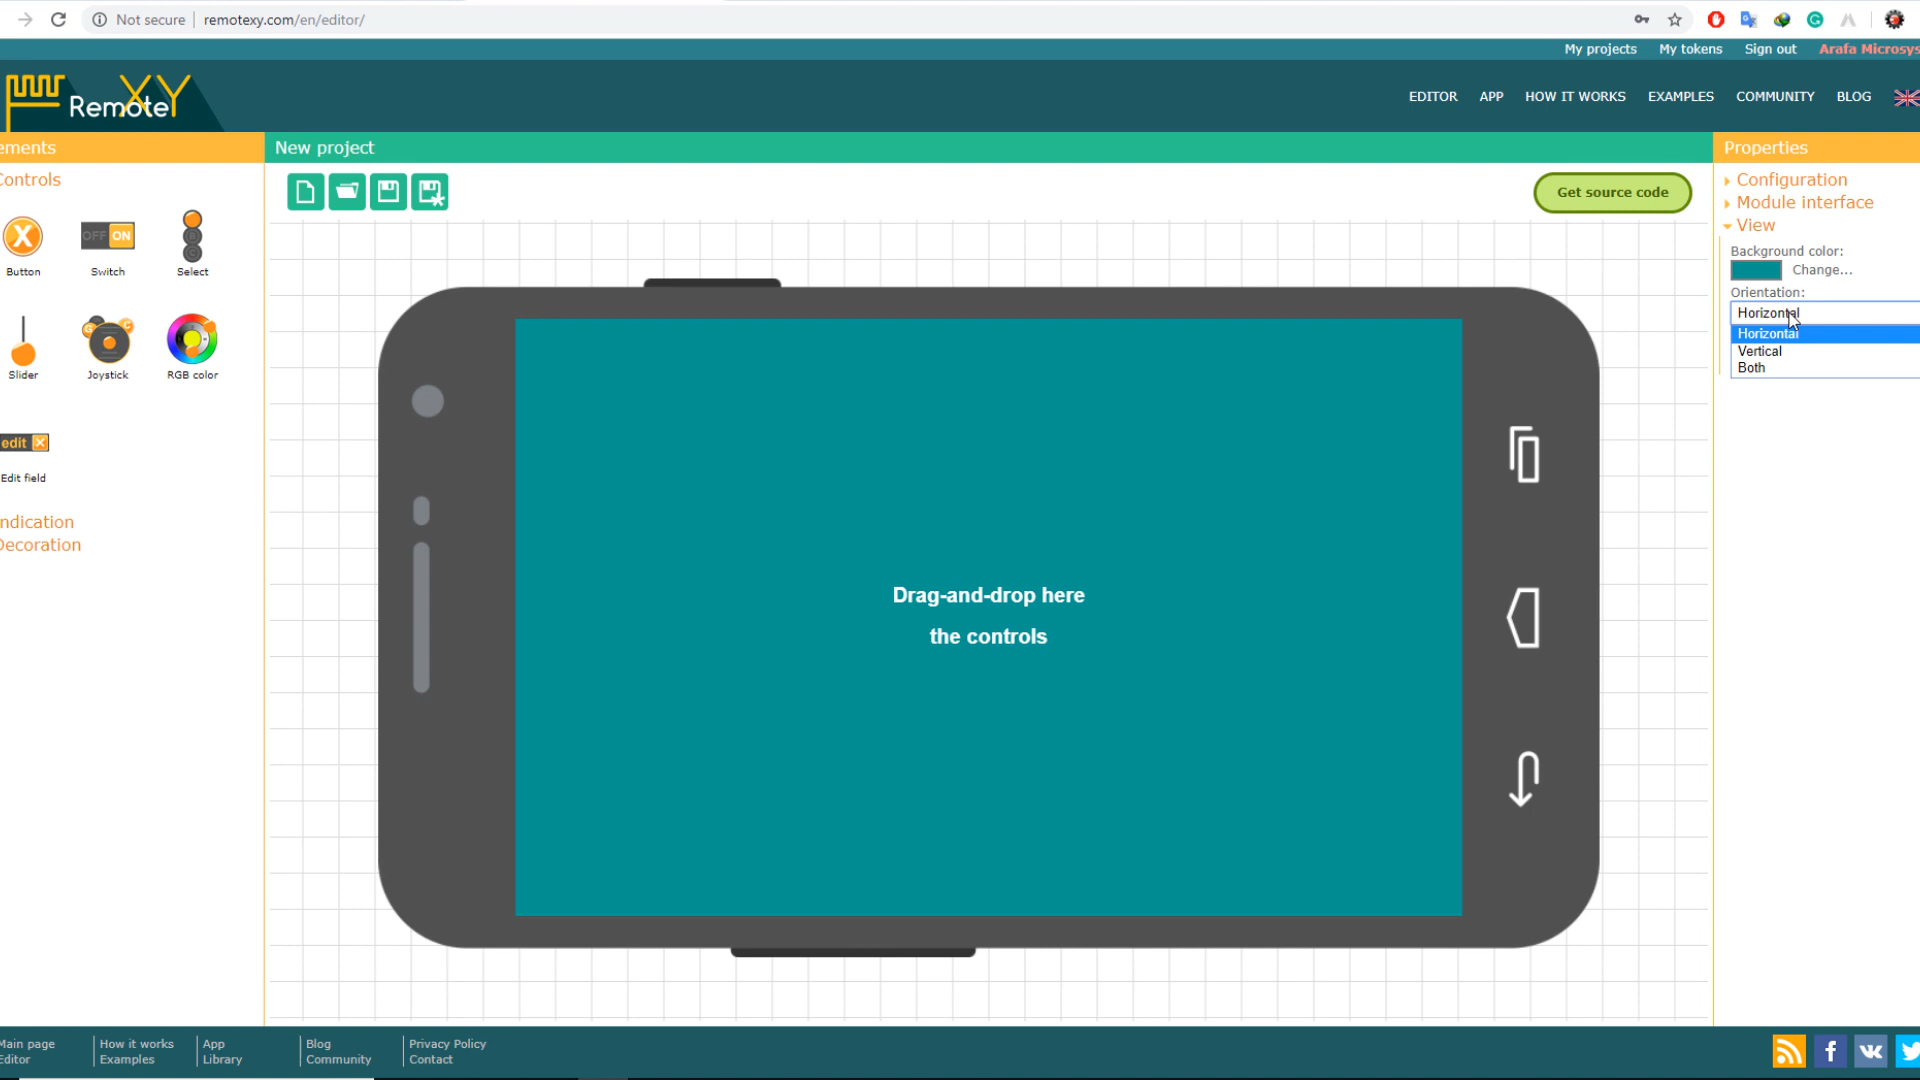 Not secure
remotexy.com/en/editor/
My projects
My tokens
Sign out
Arafa Microsys
RemoteXY
EDITOR
APP
HOW IT WORKS
EXAMPLES
COMMUNITY
BLOG
ements
New project
Properties
Controls
X
Button
OFF ON
Switch
Select
Slider
G C
Joystick
RGB color
edit X
Edit field
ndication
Decoration
Get source code
Drag-and-drop here
the controls
Configuration
Module interface
View
Background color:
Change...
Orientation:
Horizontal
Horizontal
Vertical
Both
Main page
Editor
How it works
Examples
App
Library
Blog
Community
Privacy Policy
Contact